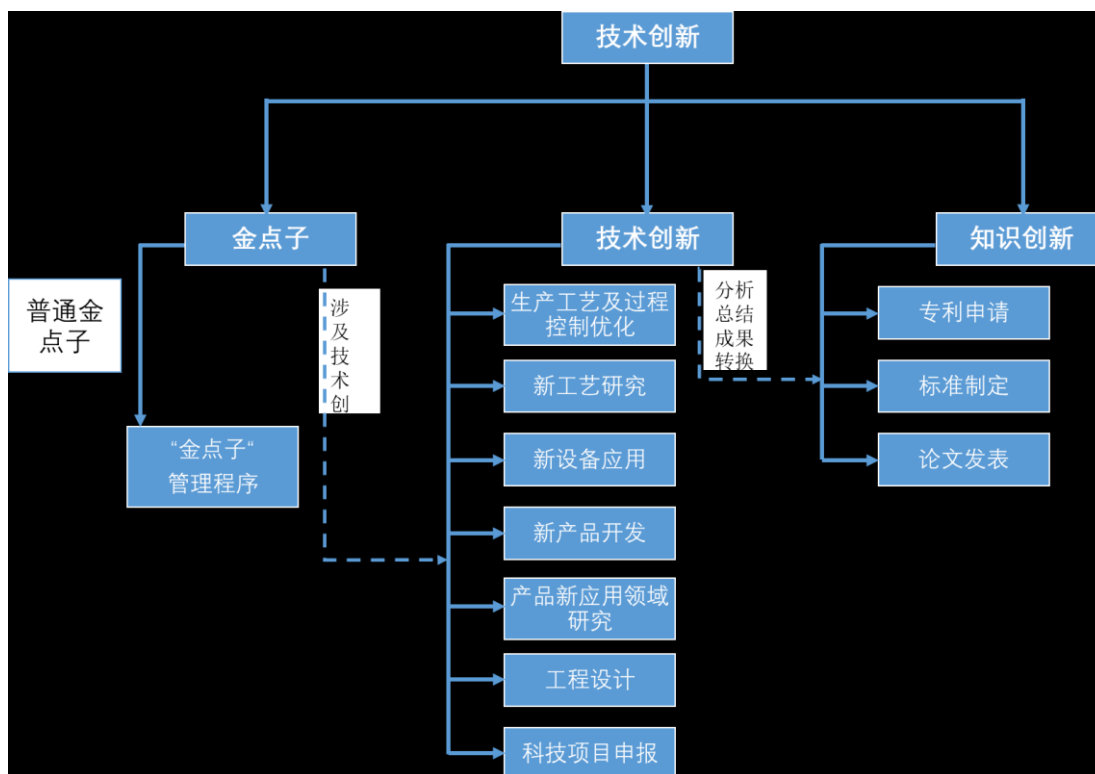 技术创新
金点子
技术创新
知识创新
普通金
点子
涉
及
技
术
创
分析
总结
成果
转换
“金点子“
管理程序
生产工艺及过程
控制优化
新工艺研究
新设备应用
新产品开发
产品新应用领域
研究
工程设计
科技项目申报
专利申请
标准制定
论文发表